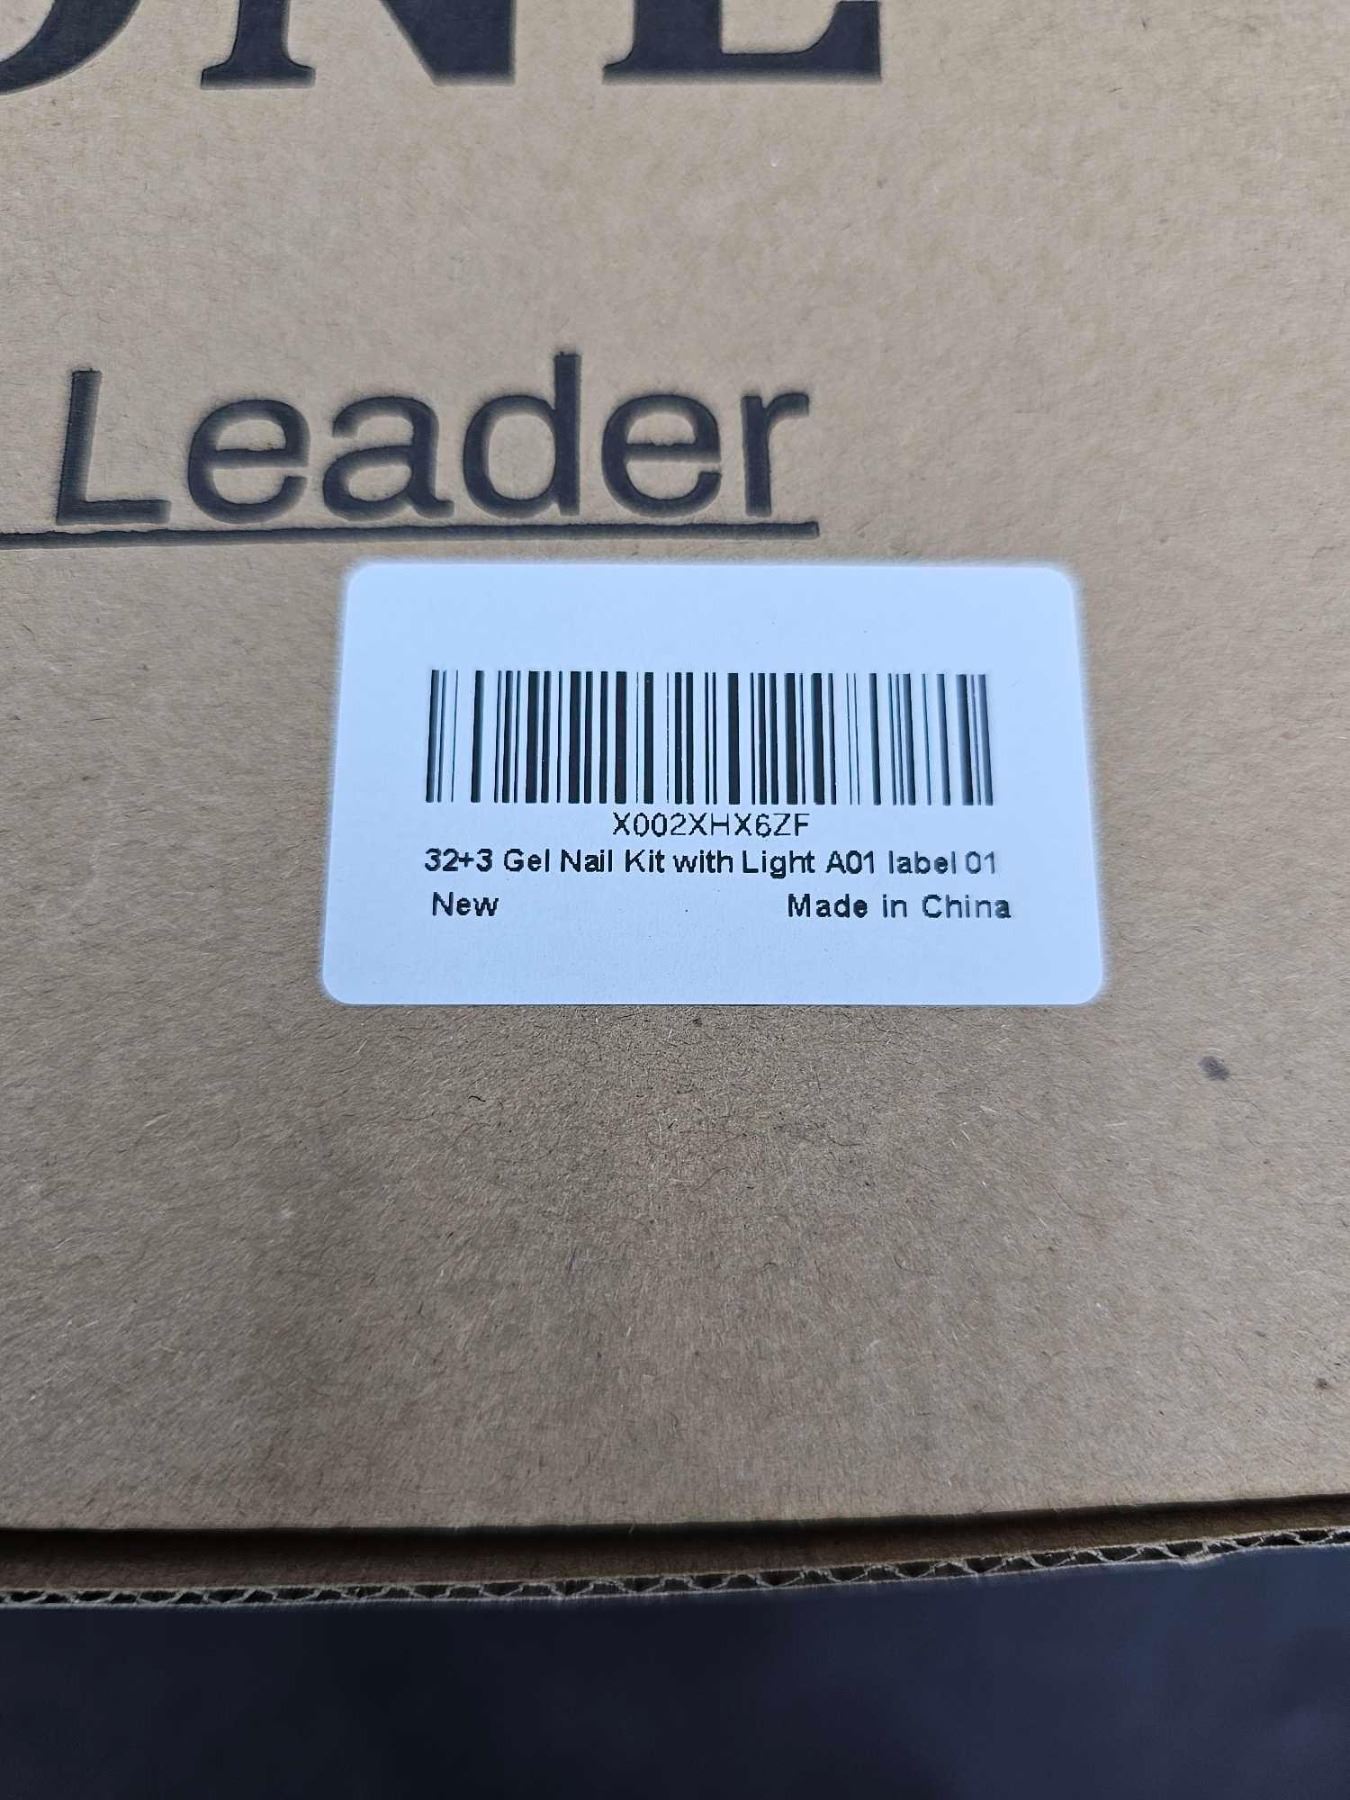 Leader
X002XHX6ZF
32+3 Gel Nail Kit with Light A01 label 01
New Made in China